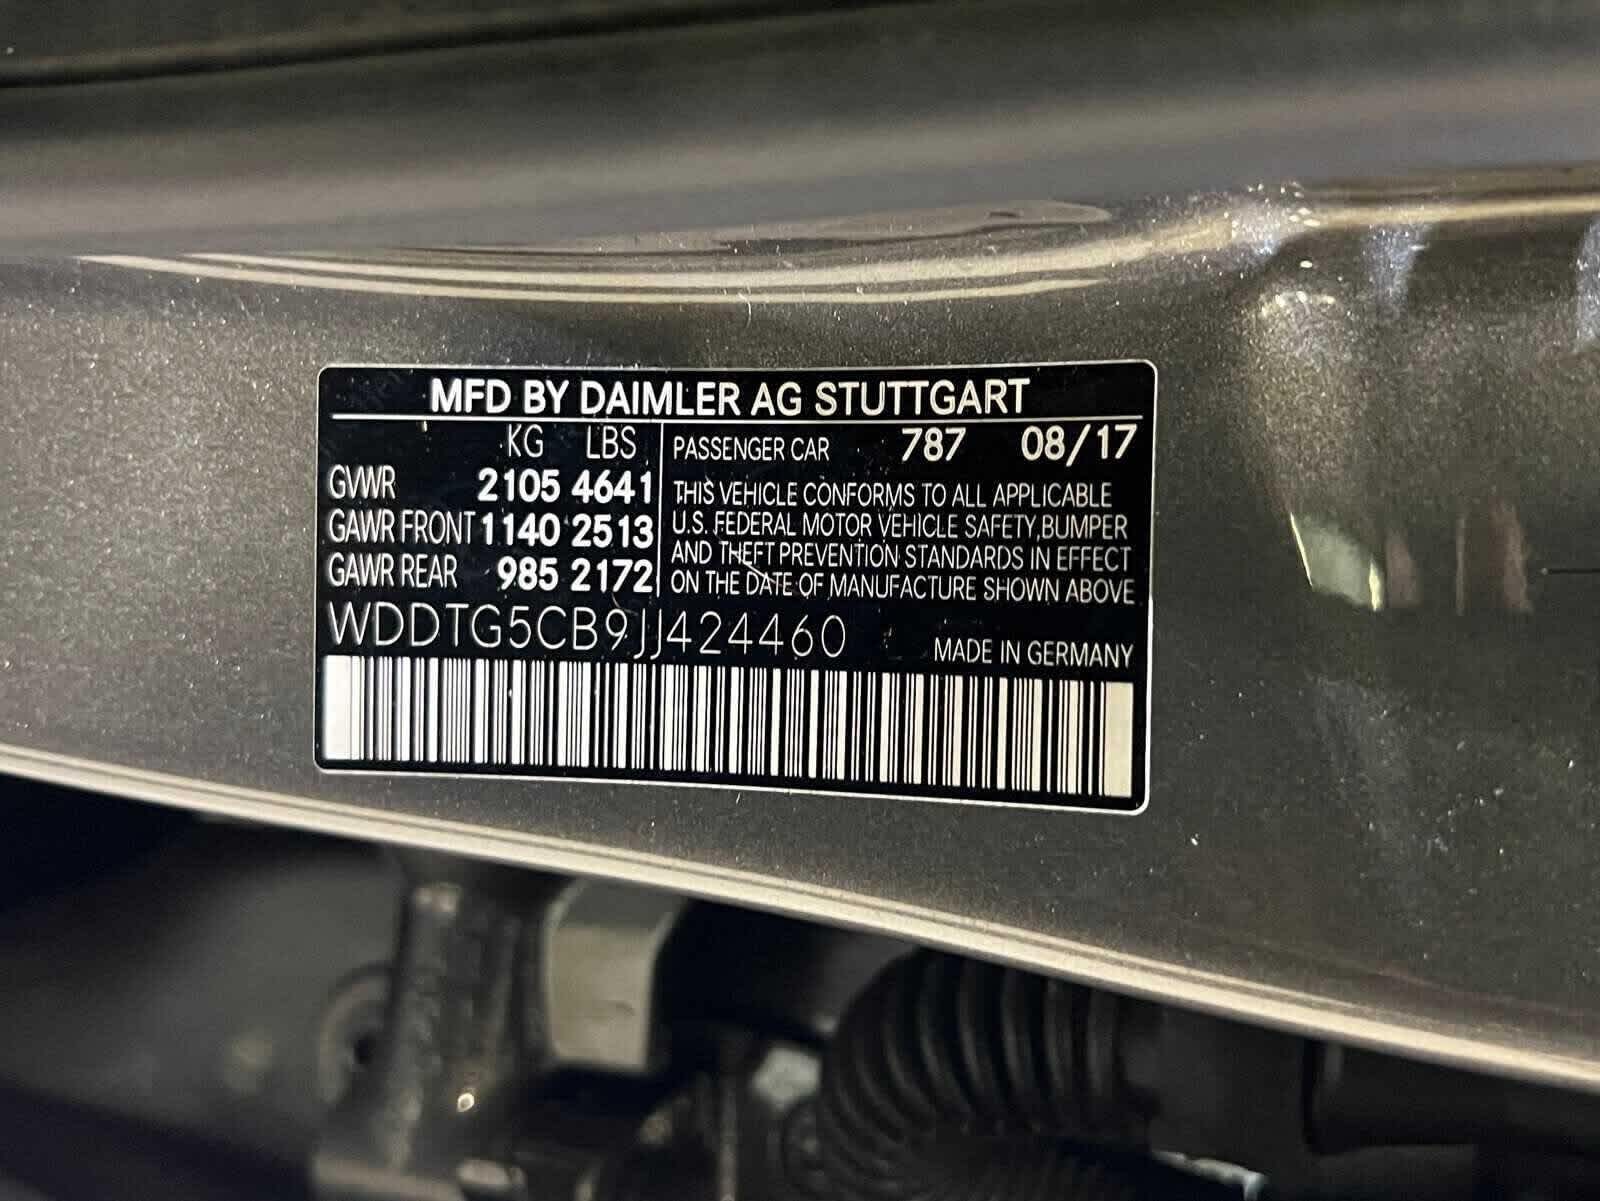 MFD BY DAIMLER AG STUTTGART
KG LBS
GVWR 2105 4641
GAWR FRONT 1140 2513
GAWR REAR 985 2172
PASSENGER CAR 787 08/17
THIS VEHICLE CONFORMS TO ALL APPLICABLE
U.S. FEDERAL MOTOR VEHICLE SAFETY,BUMPER
AND THEFT PREVENTION STANDARDS IN EFFECT
ON THE DATE OF MANUFACTURE SHOWN ABOVE
WDDTG5CB9JJ424460
MADE IN GERMANY